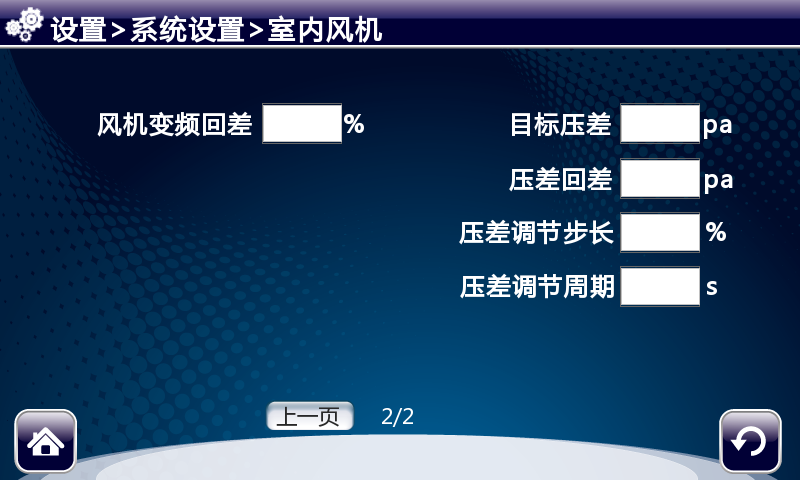 设置>系统设置>室内风机
风机变频回差 %
目标压差 pa
压差回差 pa
压差调节步长 %
压差调节周期 s
上一页 2/2